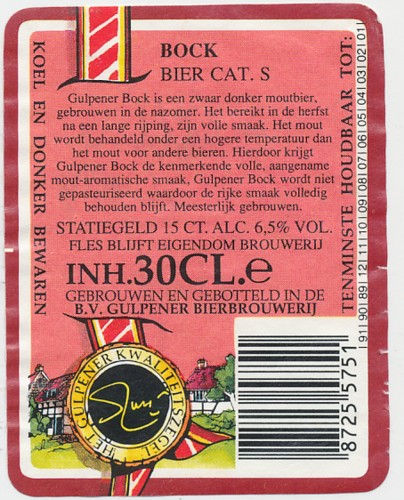 BOCK
BIER CAT. S
Gulpener Bock is een zwaar donker moutbier,
gebrouwen in de nazomer. Het bereikt in de herfst
na een lange rijping, zijn volle smaak. Het mout
wordt behandeld onder een hogere temperatuur dan
het mout voor andere bieren. Hierdoor krijgt
Gulpener Bock de kenmerkende volle, aangename
mout-aromatische smaak, Gulpener Bock wordt niet
gepasteuriseerd waardoor de rijke smaak volledig
behouden blijft. Meesterlijk gebrouwen.
STATIEGELD 15 CT. ALC. 6,5% VOL.
FLES BLIJFT EIGENDOM BROUWERIJ
INH.30CL.e
GEBROUWEN EN GEBOTTELD IN DE
B.V. GULPENER BIERBROUWERIJ
KOEL EN DONKER BEWAREN
TENMINSTE HOUDBAAR TOT:
|91|90|89|12|11|10|09|08|07|06|05|04|03|02|01|
HET GULPENER KWALITEITSZEGEL
8725 5751